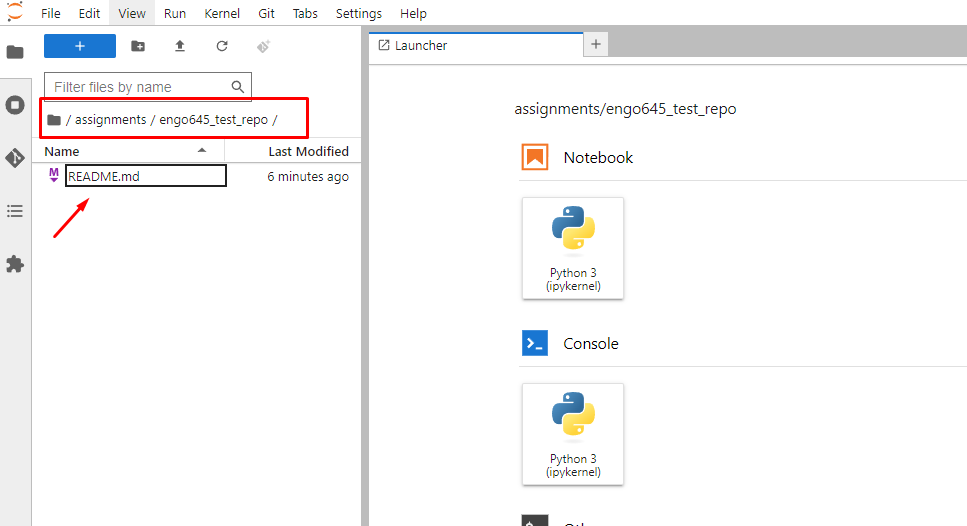 File Edit View Run Kernel Git Tabs Settings Help
Filter files by name
/ assignments / engo645_test_repo /
Name Last Modified
M README.md 6 minutes ago
Launcher
assignments/engo645_test_repo
Notebook
Python 3
(ipykernel)
Console
Python 3
(ipykernel)